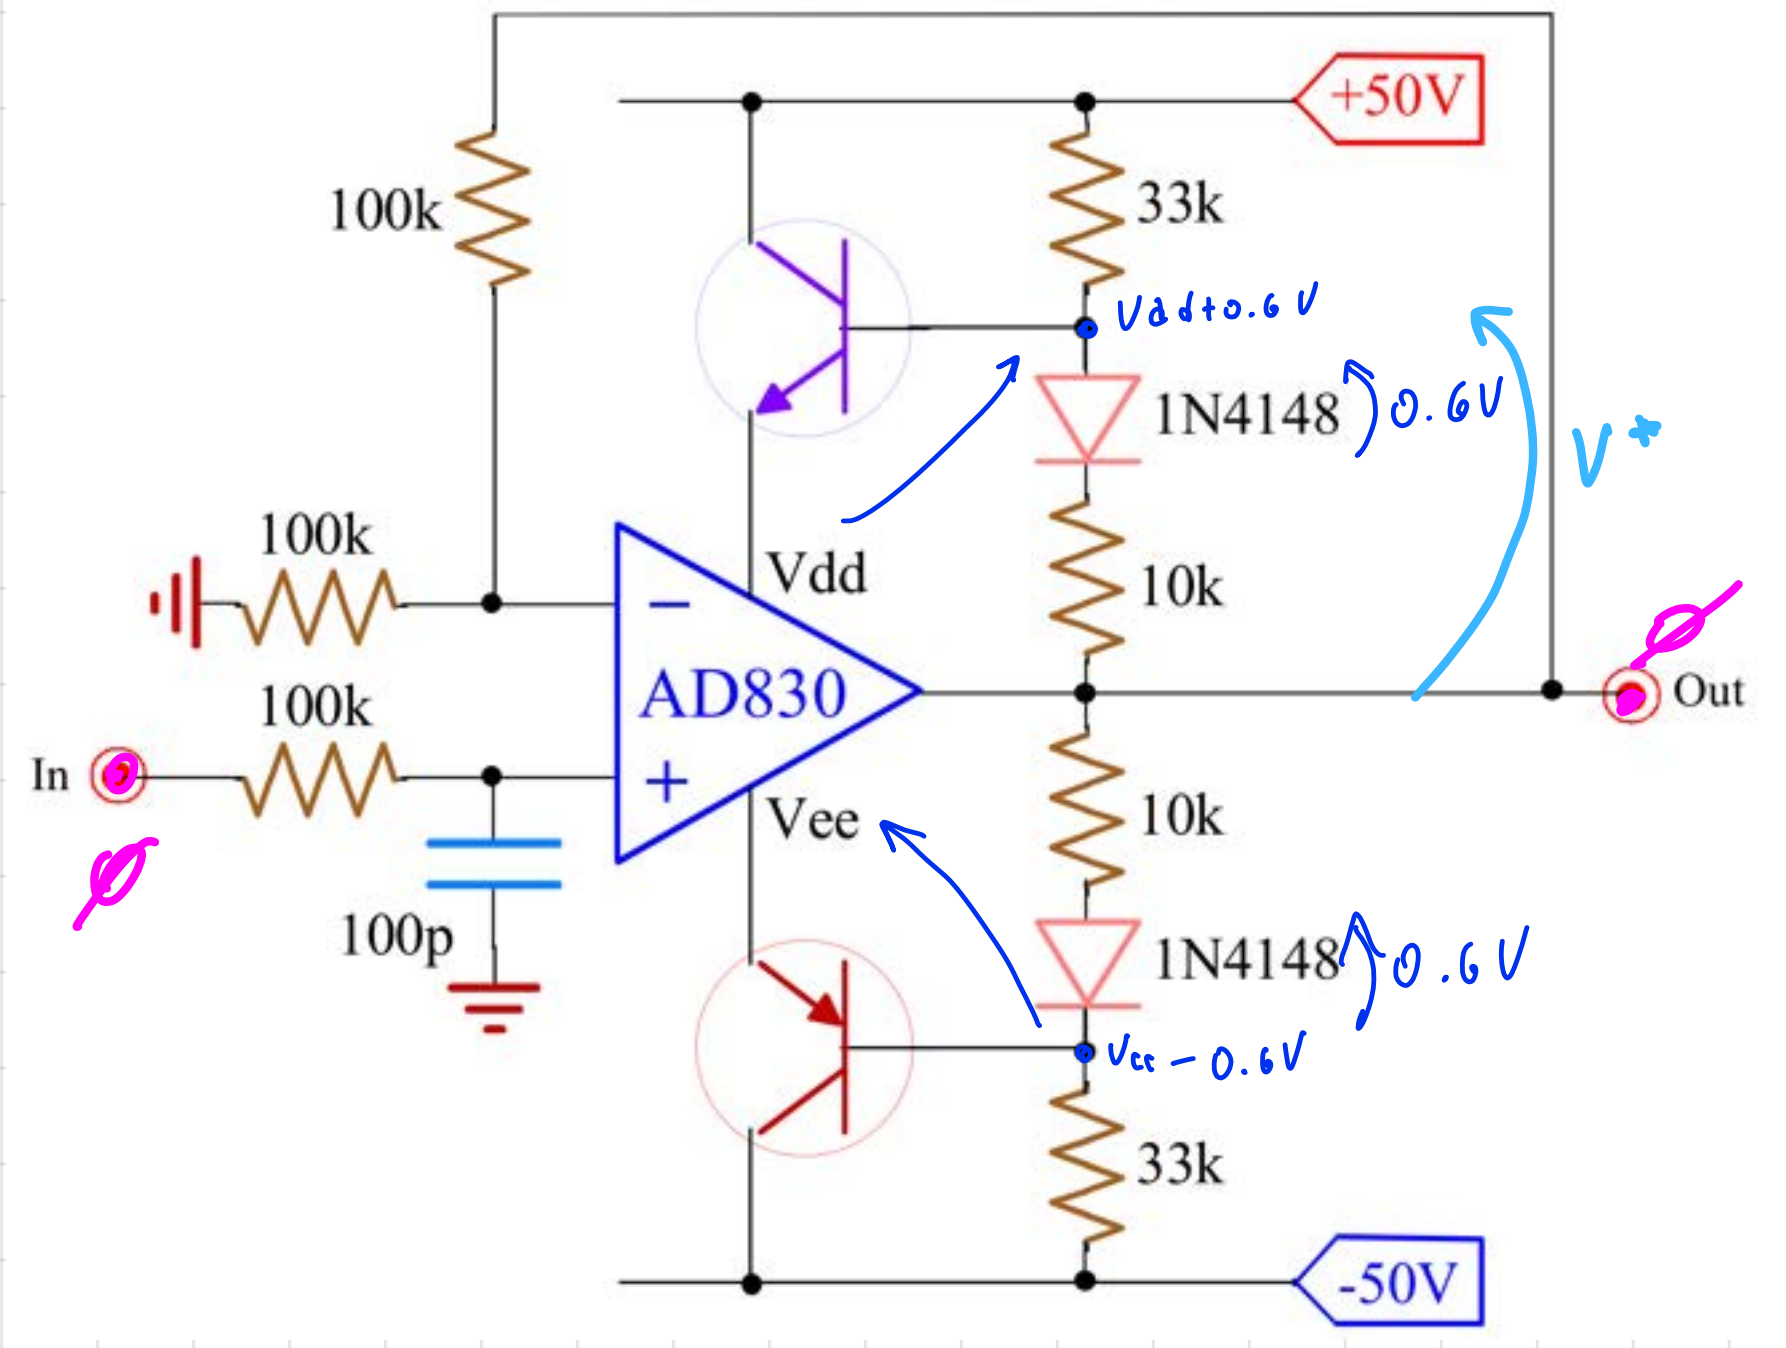 +50V
100k
33k
Vdd+0.6V
1N4148
0.6V
V*
100k
Vdd
10k
−
AD830
Ø
Out
100k
In
+
Vee
10k
Ø
100p
1N4148
0.6V
Vee-0.6V
33k
-50V